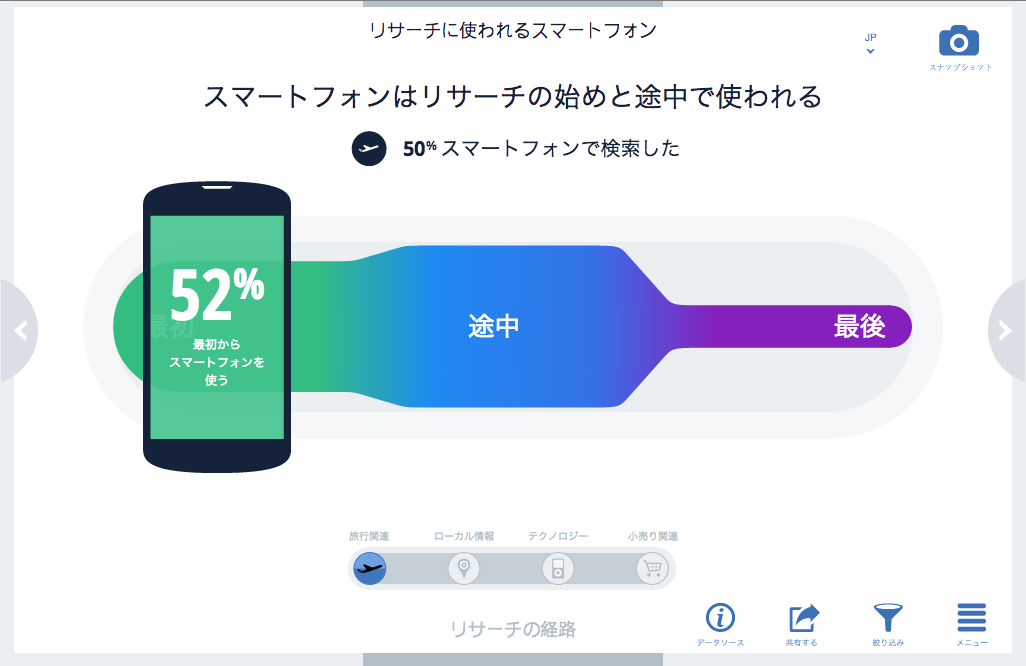 リサーチに使われるスマートフォン
JP
スナップショット
スマートフォンはリサーチの始めと途中で使われる
50%スマートフォンで検索した
52%
最初
最初から
スマートフォンを
使う
途中
最後
旅行関連 ローカル情報 テクノロジー 小売り関連
リサーチの経路
データソース 共有する 絞り込み メニュー